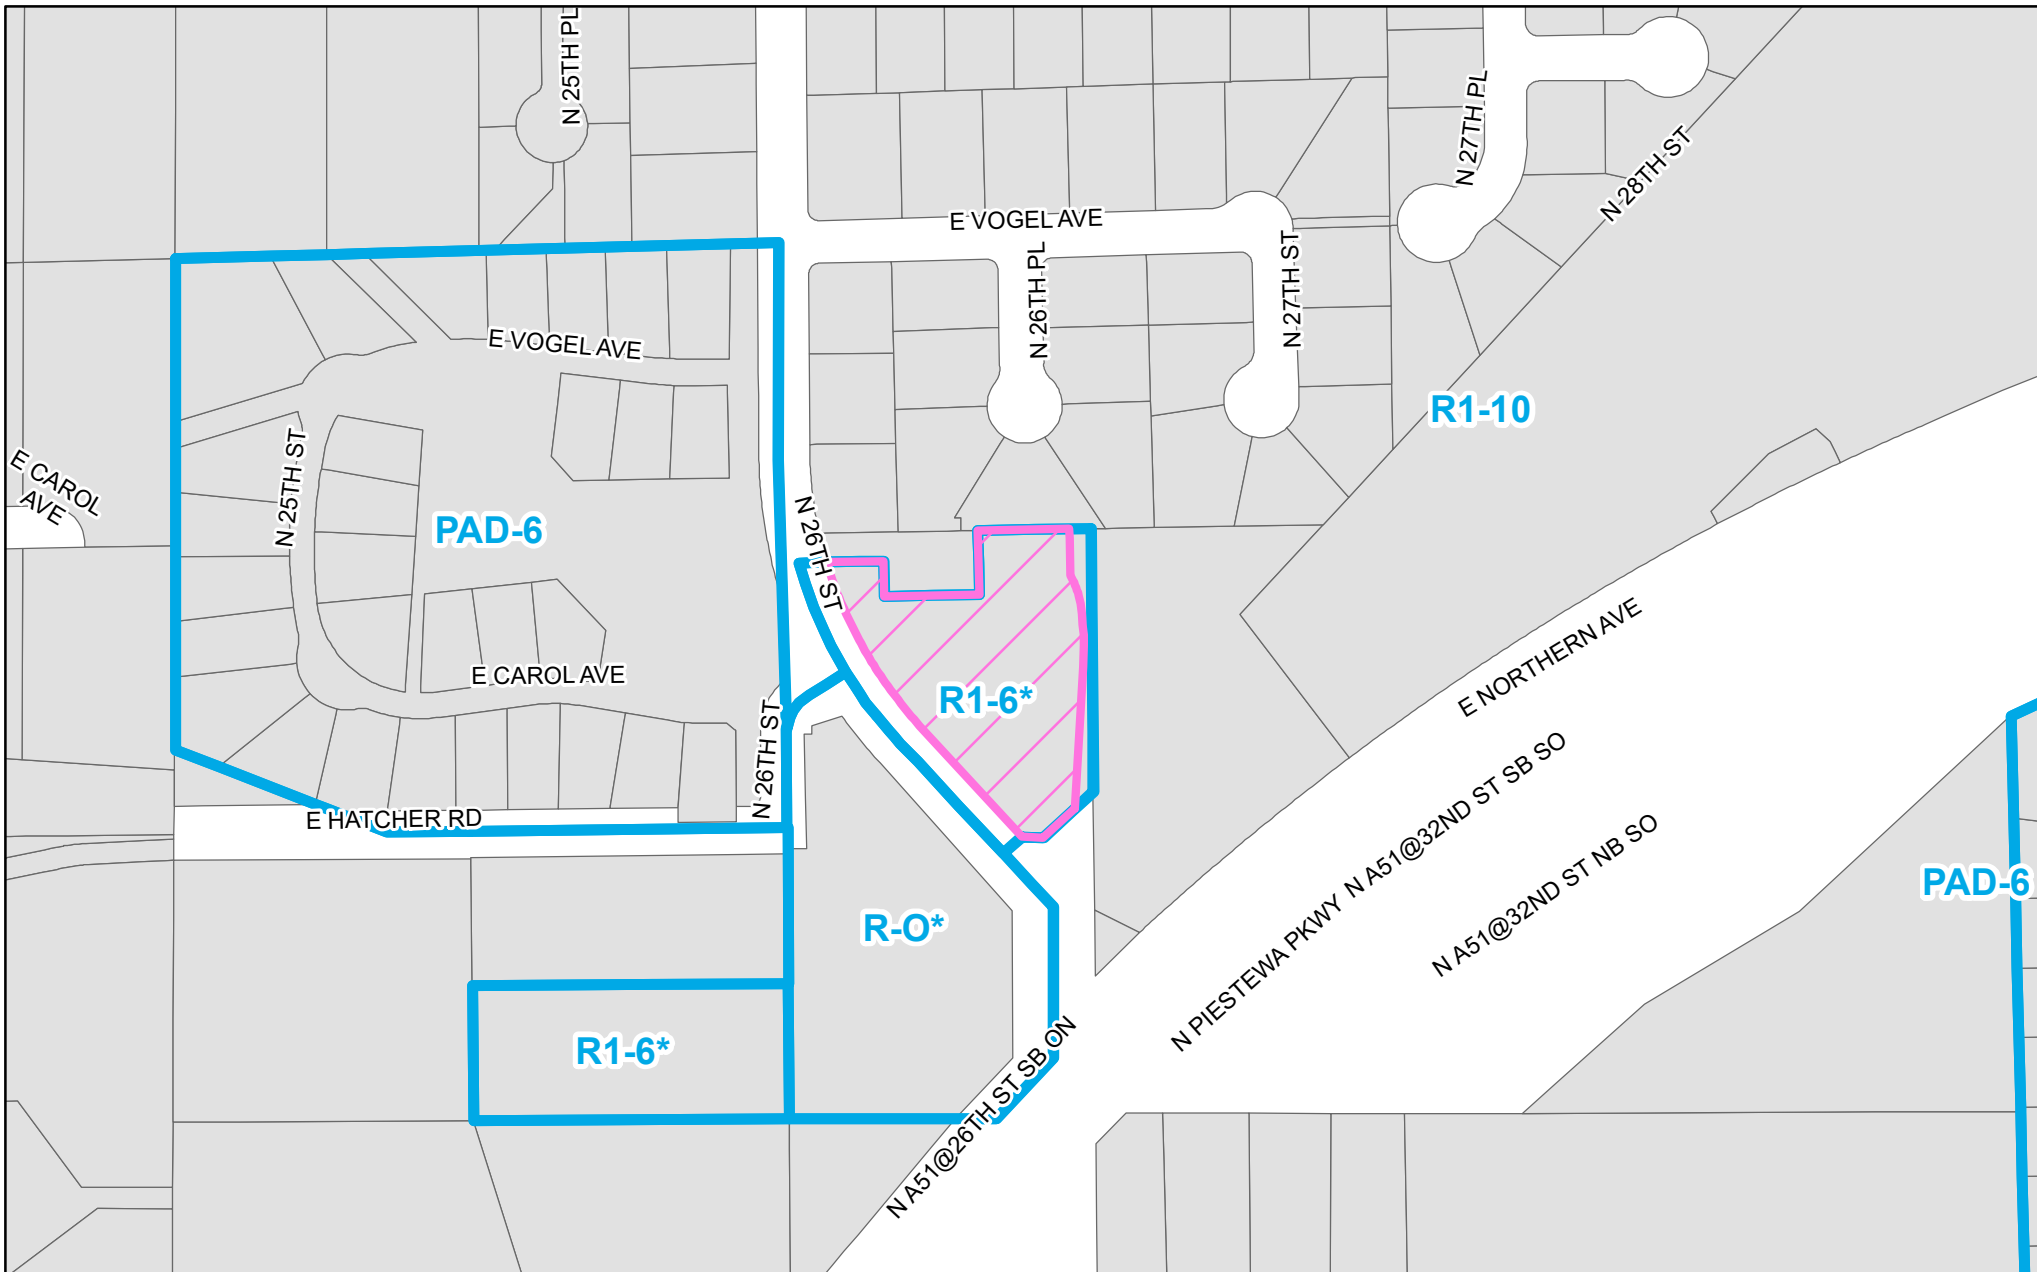 N 25TH PL
N 27TH PL
N 28TH ST
E VOGEL AVE
N 26TH PL
N 27TH ST
E VOGEL AVE
R1-10
E CAROL
AVE
N 25TH ST
PAD-6
N 26TH ST
E CAROL AVE
R1-6*
E NORTHERN AVE
N 26TH ST
E HATCHER RD
N PIESTEWA PKWY N A51@32ND ST SB SO
N A51@32ND ST NB SO
PAD-6
R-O*
R1-6*
N A51@26TH ST SB ON